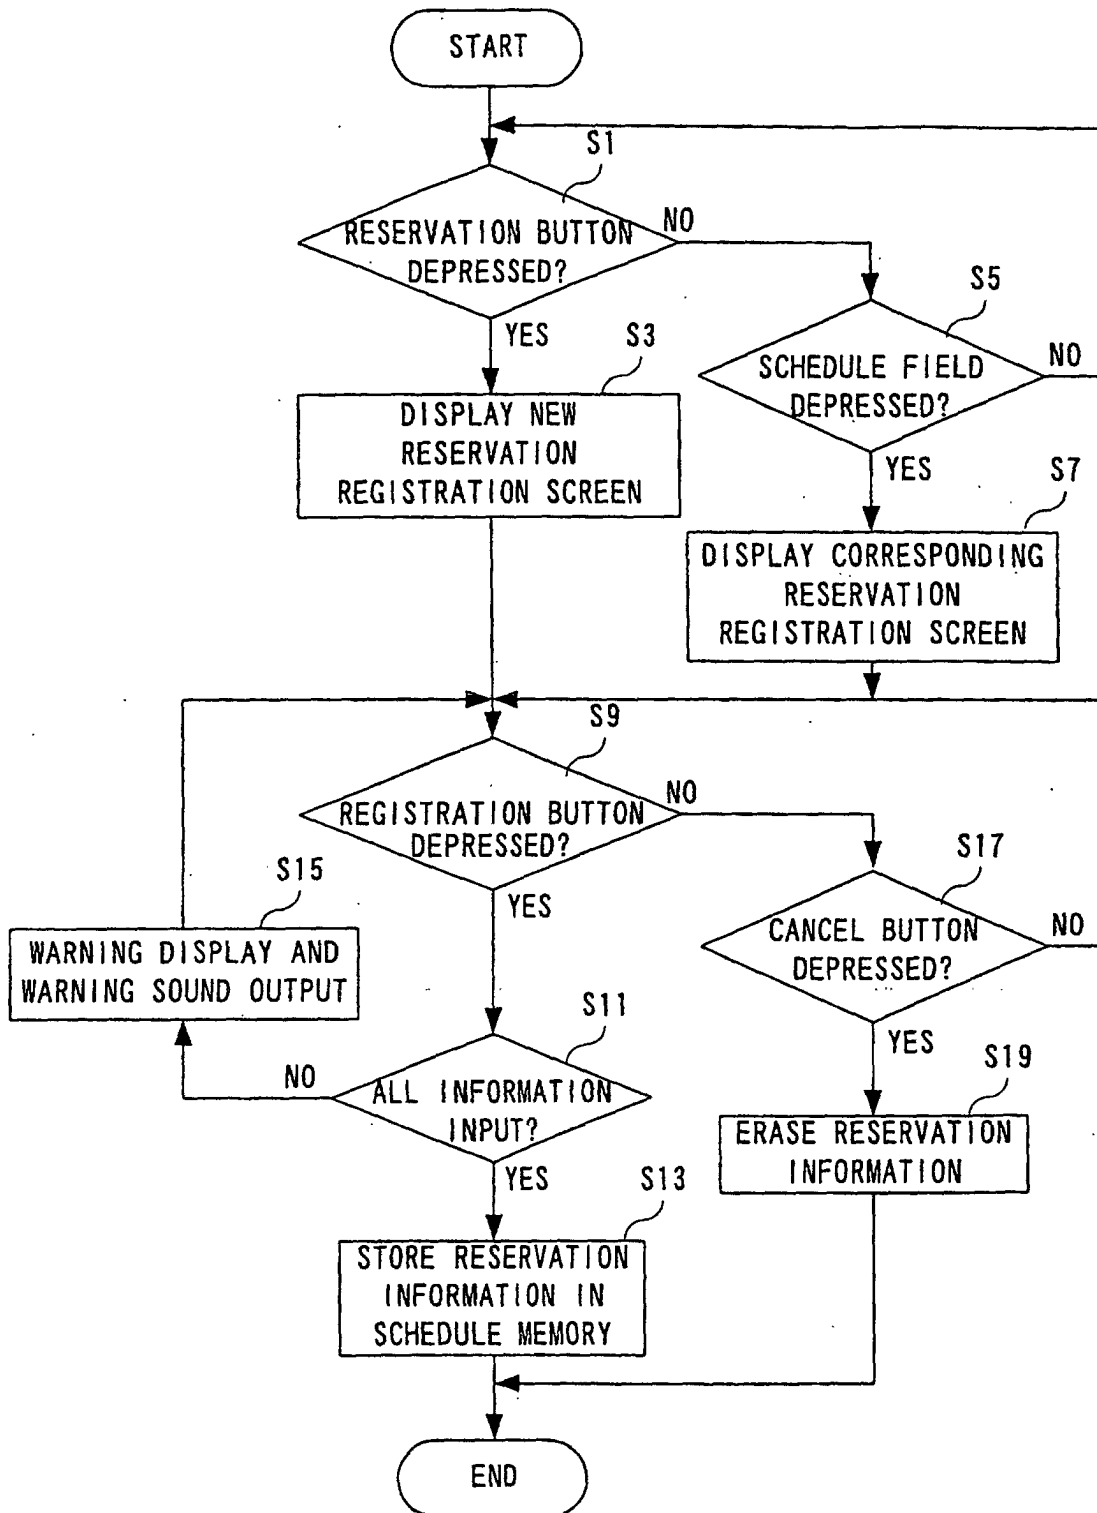 START
S1
RESERVATION BUTTON
DEPRESSED?
NO
YES
S5
SCHEDULE FIELD
DEPRESSED?
NO
YES
S3
DISPLAY NEW
RESERVATION
REGISTRATION SCREEN
S7
DISPLAY CORRESPONDING
RESERVATION
REGISTRATION SCREEN
S9
REGISTRATION BUTTON
DEPRESSED?
NO
YES
S15
WARNING DISPLAY AND
WARNING SOUND OUTPUT
S17
CANCEL BUTTON
DEPRESSED?
NO
YES
S11
ALL INFORMATION
INPUT?
NO
YES
S19
ERASE RESERVATION
INFORMATION
S13
STORE RESERVATION
INFORMATION IN
SCHEDULE MEMORY
END